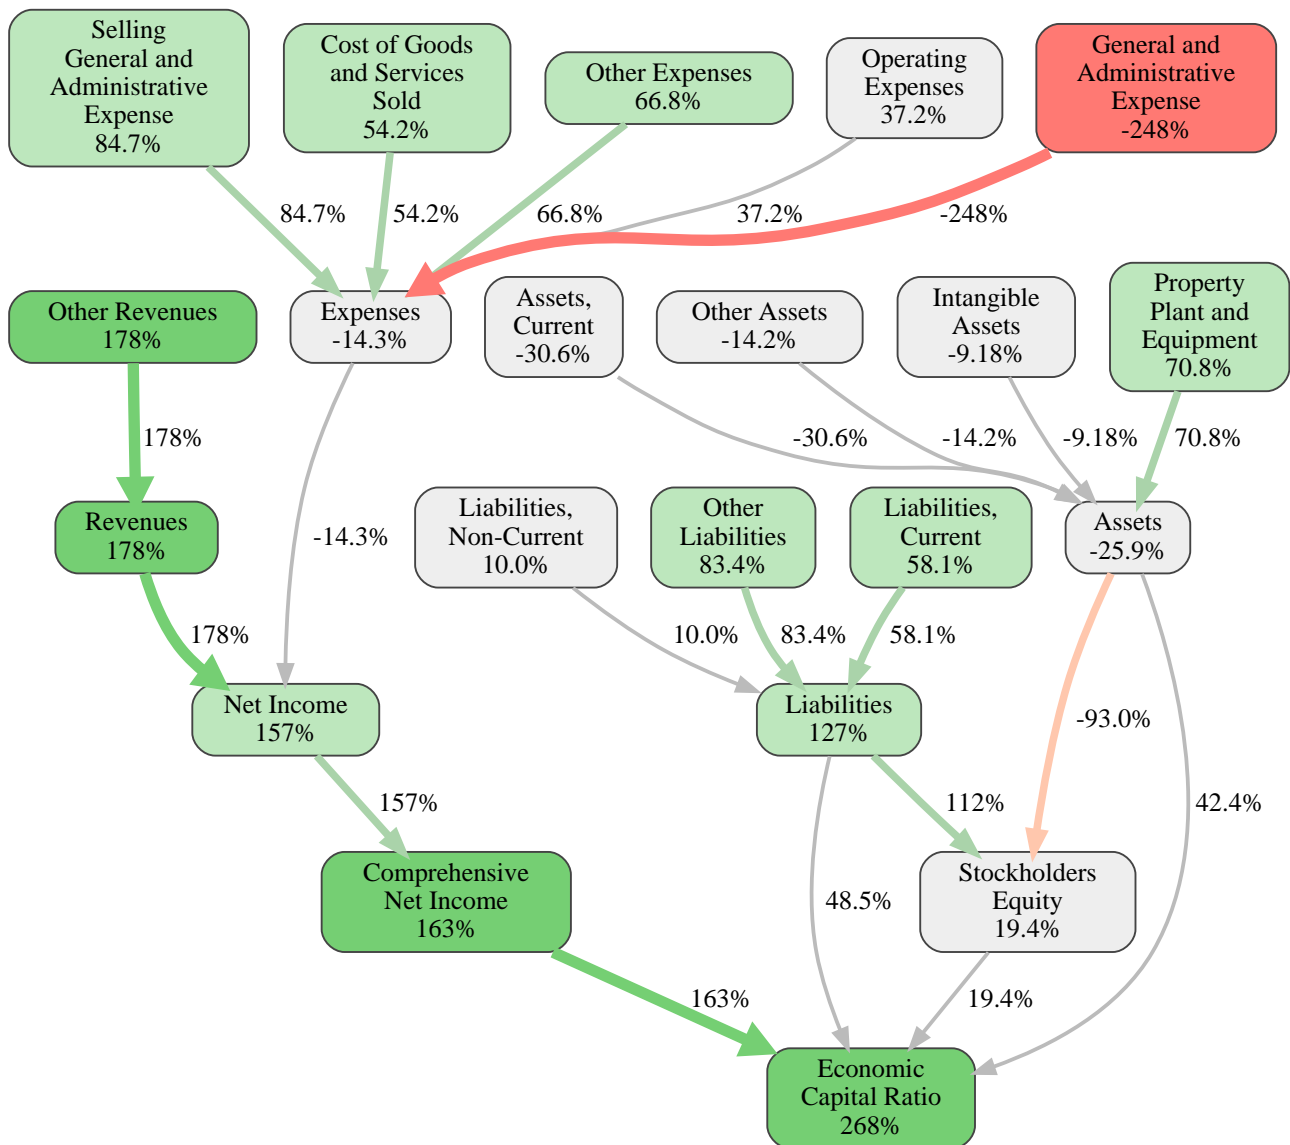 Selling
General and
Administrative
Expense
84.7%
Cost of Goods
and Services
Sold
54.2%
Other Expenses
66.8%
Operating
Expenses
37.2%
General and
Administrative
Expense
-248%
84.7%
54.2%
66.8%
37.2%
-248%
Other Revenues
178%
Expenses
-14.3%
Assets,
Current
-30.6%
Other Assets
-14.2%
Intangible
Assets
-9.18%
Property
Plant and
Equipment
70.8%
178%
-30.6%
-14.2%
-9.18%
70.8%
Revenues
178%
-14.3%
Liabilities,
Non-Current
10.0%
Other
Liabilities
83.4%
Liabilities,
Current
58.1%
Assets
-25.9%
178%
10.0%
83.4%
58.1%
Net Income
157%
Liabilities
127%
-93.0%
157%
112%
42.4%
Comprehensive
Net Income
163%
48.5%
Stockholders
Equity
19.4%
163%
19.4%
Economic
Capital Ratio
268%